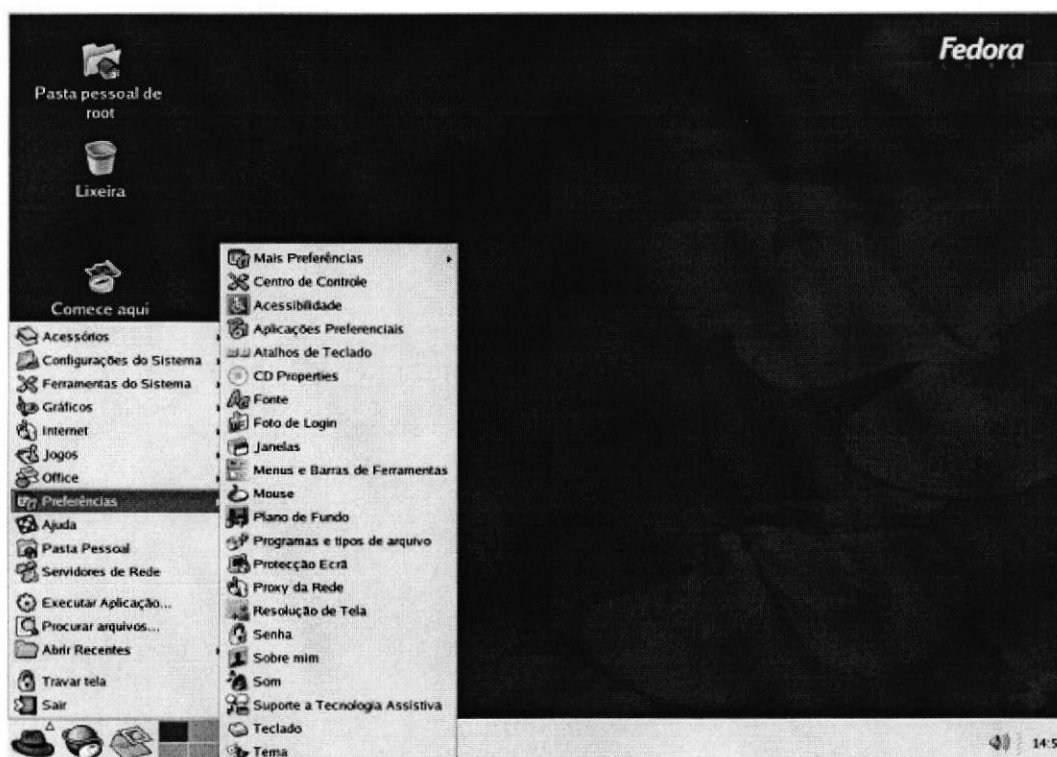 Fedora
CORE
Pasta pessoal de
root
Lixeira
Comece aqui
Acessórios
Configurações do Sistema
Ferramentas do Sistema
Gráficos
Internet
Jogos
Office
Preferências
Ajuda
Pasta Pessoal
Servidores de Rede
Executar Aplicação...
Procurar arquivos...
Abrir Recentes
Travar tela
Sair
Mais Preferências
Centro de Controle
Acessibilidade
Aplicações Preferenciais
Atalhos de Teclado
CD Properties
Fonte
Foto de Login
Janelas
Menus e Barras de Ferramentas
Mouse
Plano de Fundo
Programas e tipos de arquivo
Protecção Ecrã
Proxy da Rede
Resolução de Tela
Senha
Sobre mim
Som
Suporte a Tecnologia Assistiva
Teclado
Tema
14:5